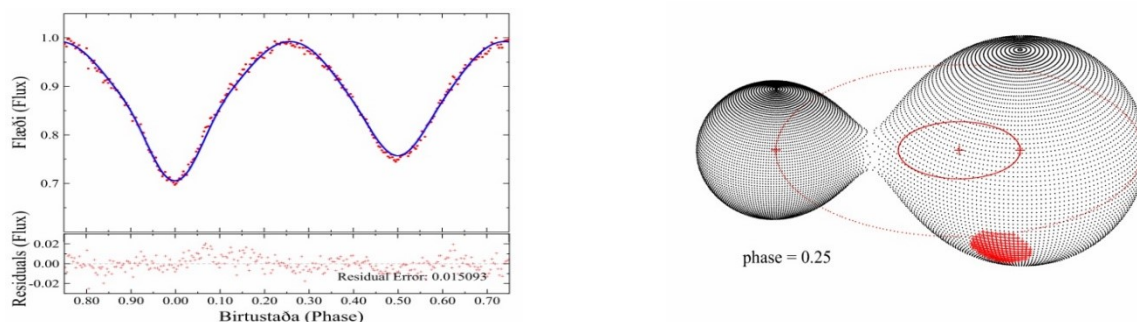 Flæði (Flux)
1.0
0.9
0.8
0.7
Residuals (Flux)
0.02
0.00
-0.02
Residual Error: 0.015093
0.80 0.90 0.00 0.10 0.20 0.30 0.40 0.50 0.60 0.70
Birtustaða (Phase)
phase = 0.25